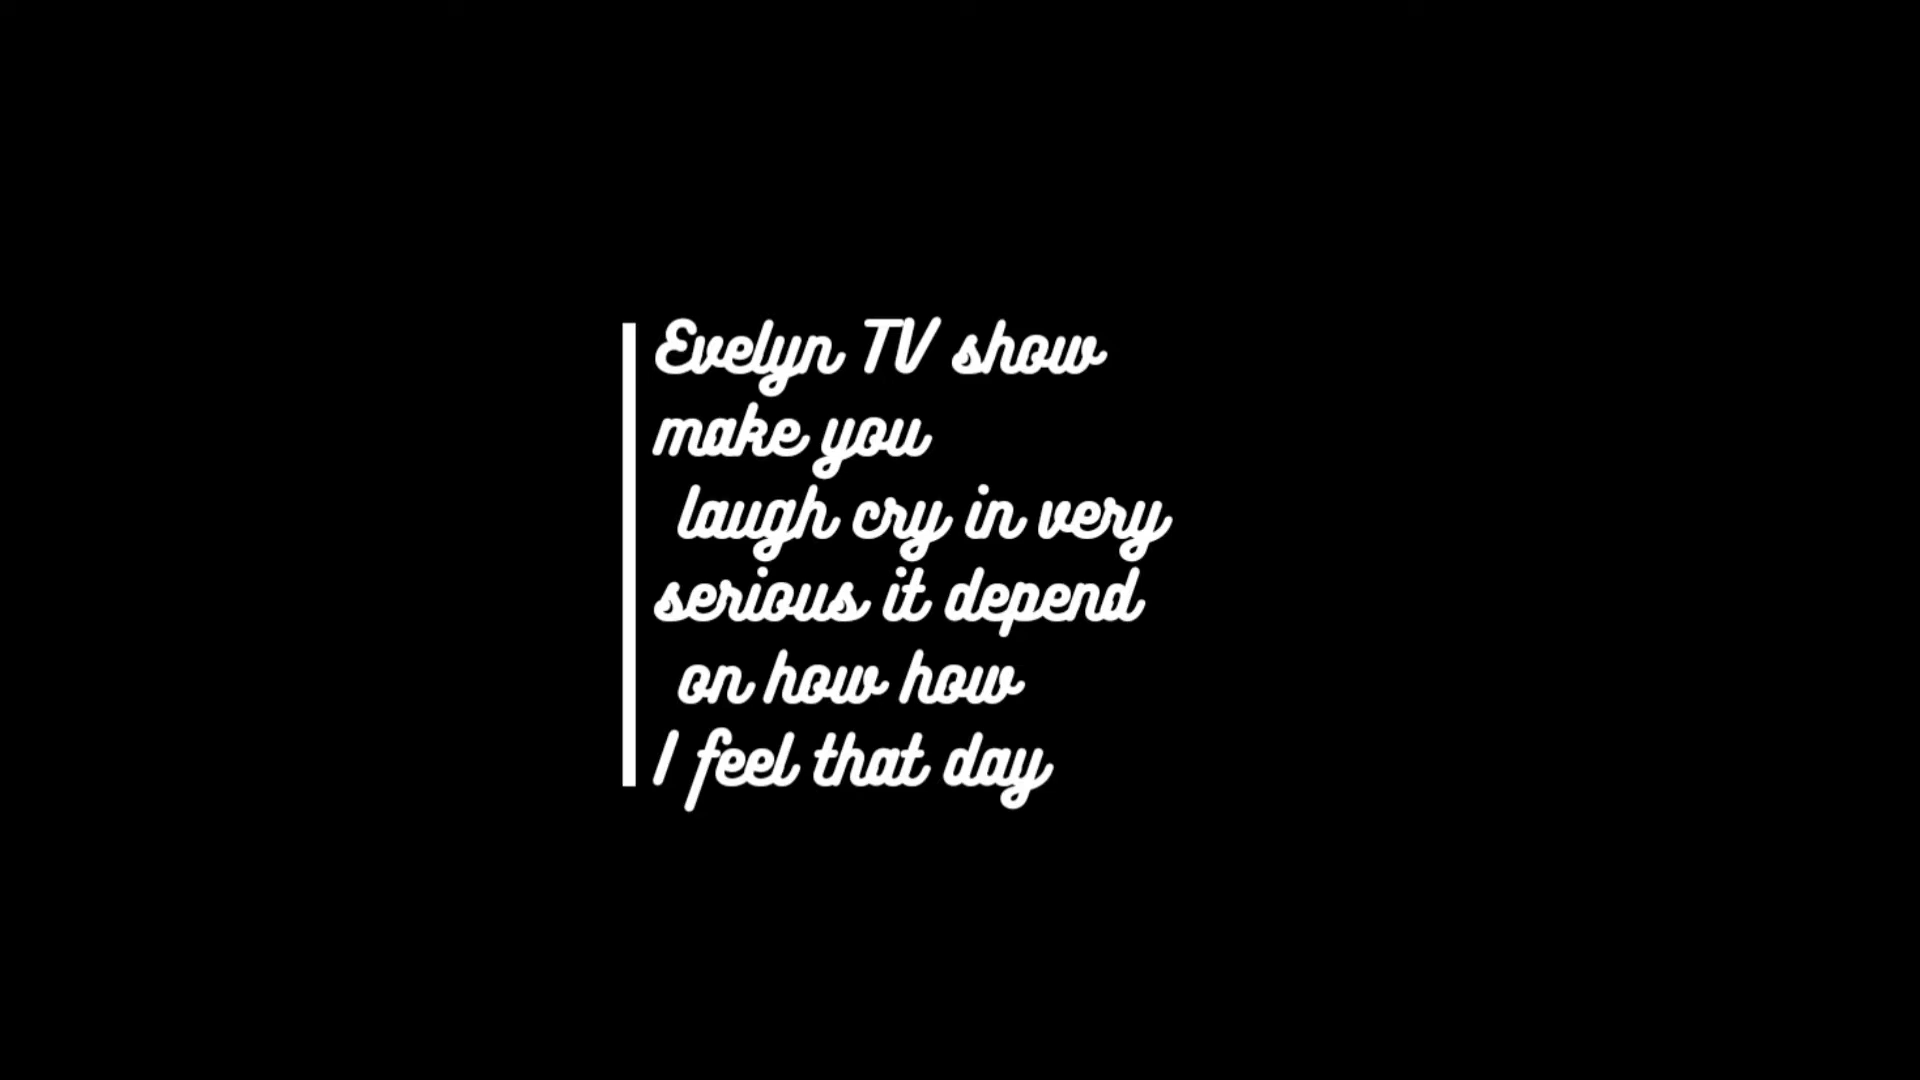 Evelyn TV show
make you
laugh cry in very
serious it depend
on how how
I feel that day